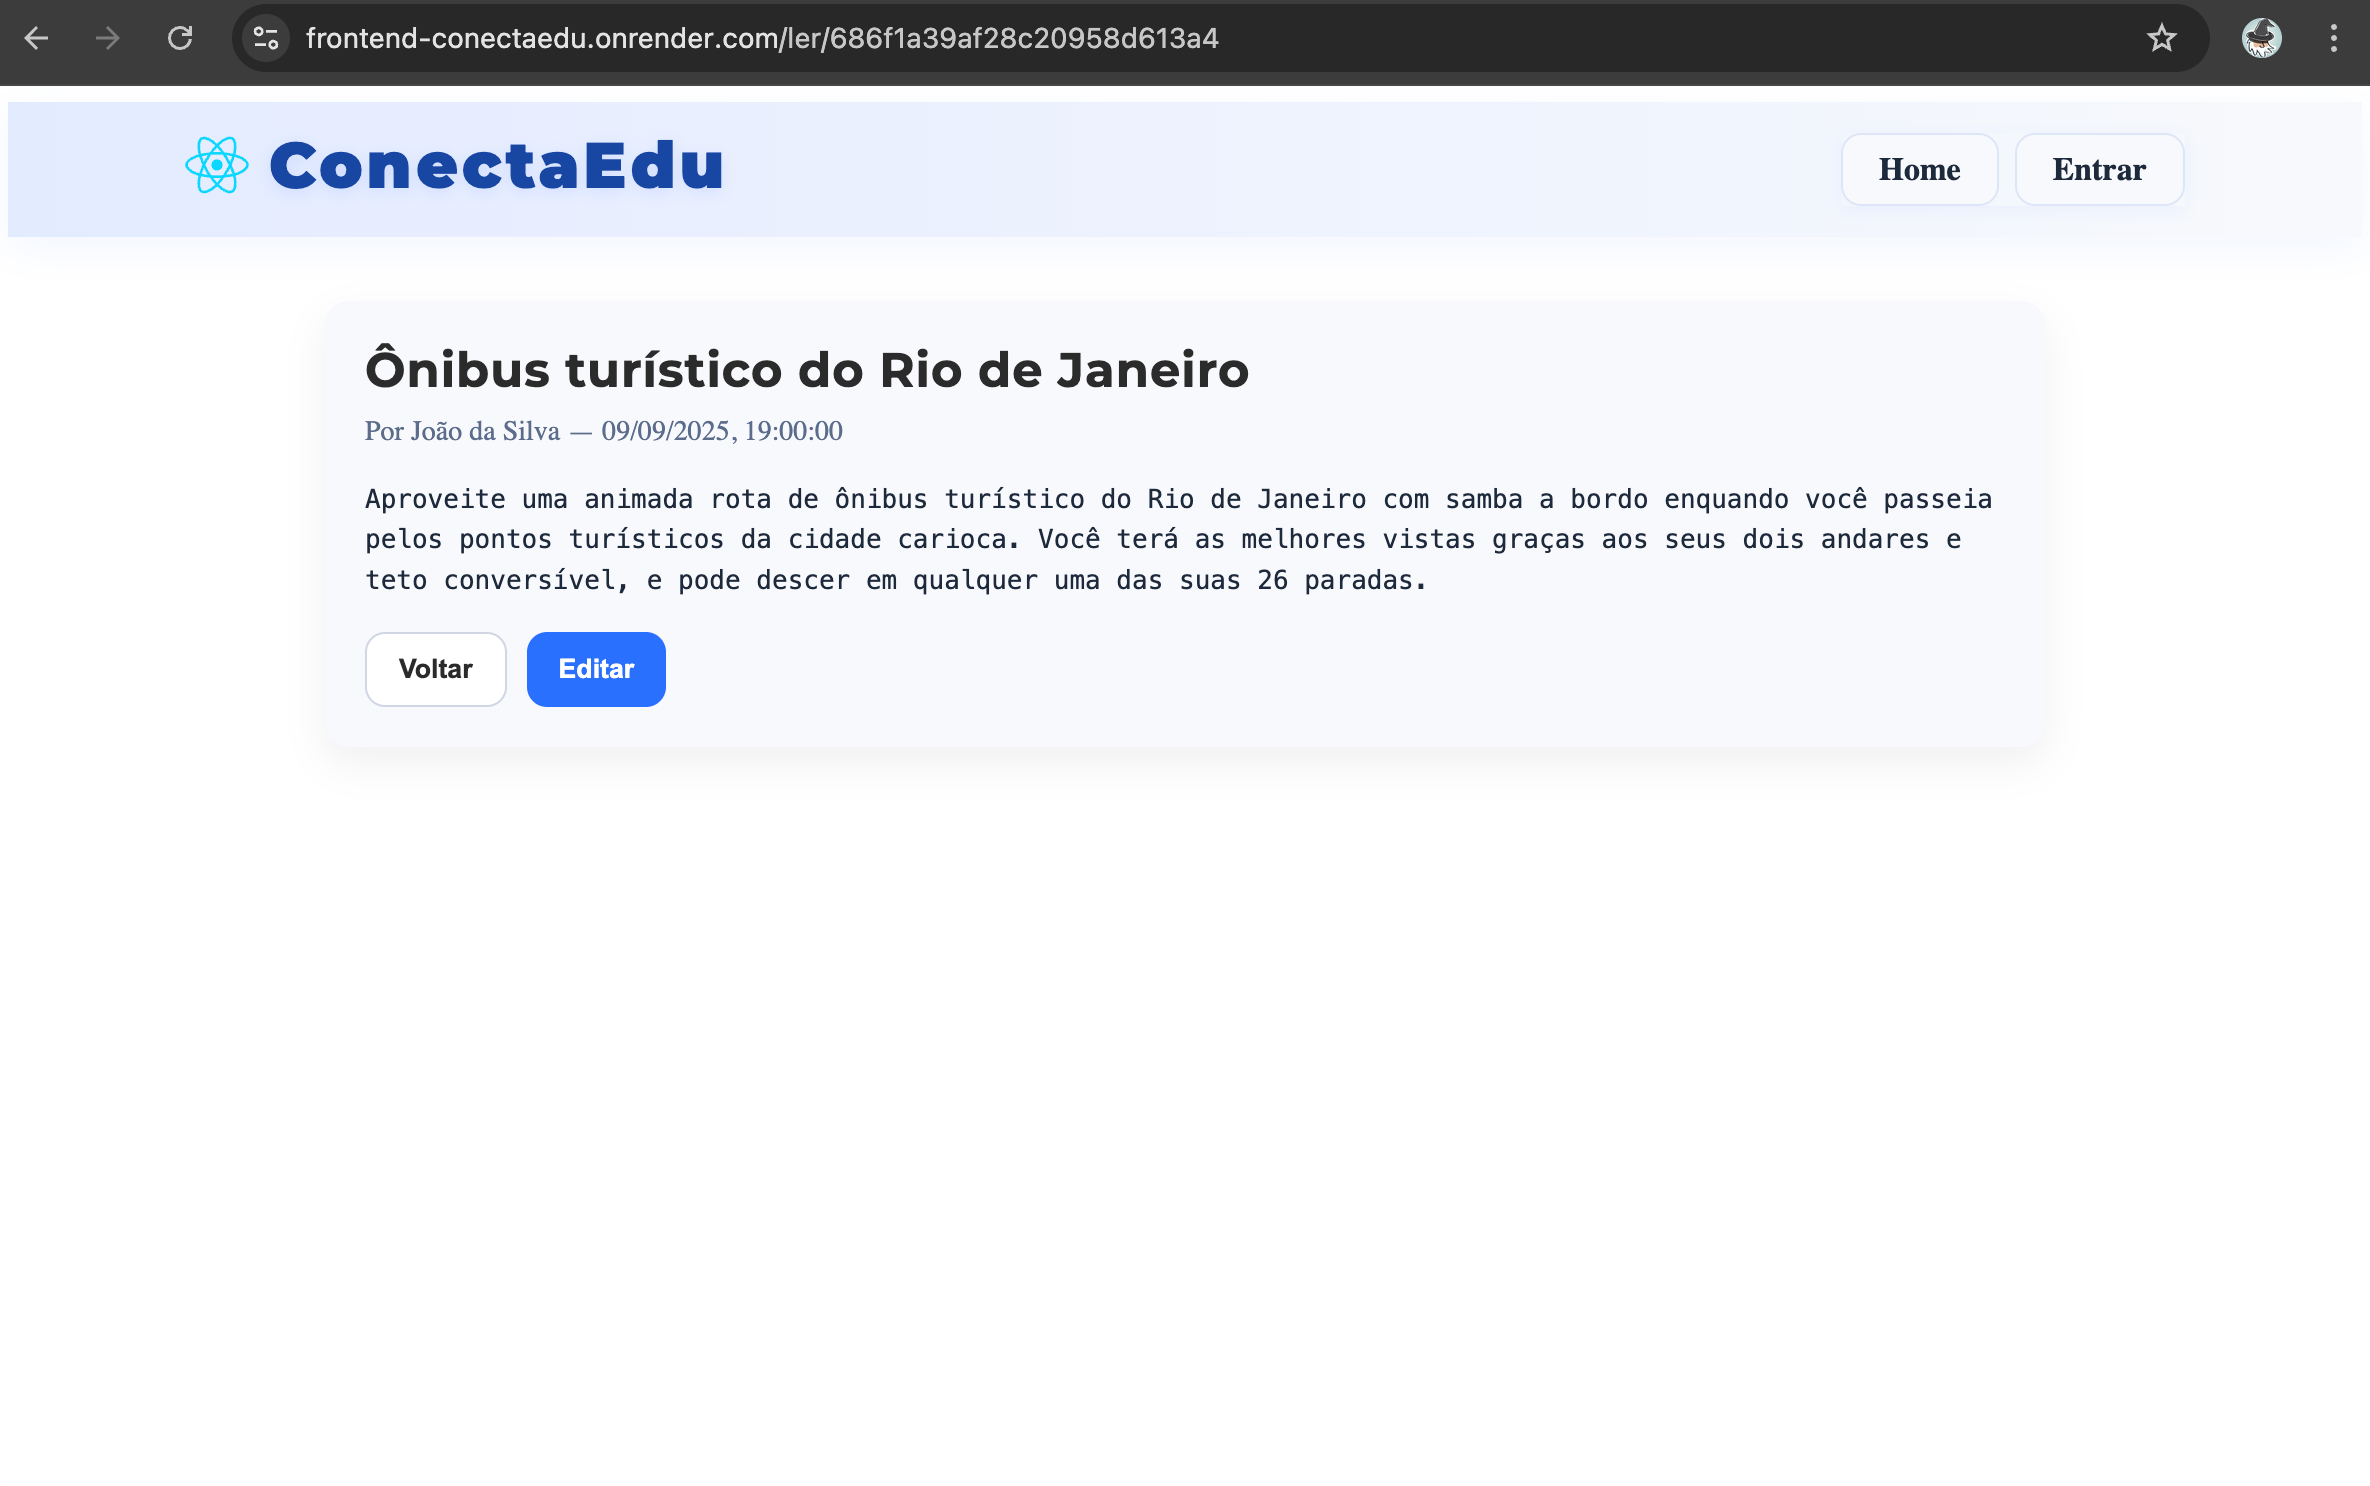 frontend-conectaedu.onrender.com/ler/686f1a39af28c20958d613a4
ConectaEdu
Home
Entrar
Ônibus turístico do Rio de Janeiro
Por João da Silva — 09/09/2025, 19:00:00
Aproveite uma animada rota de ônibus turístico do Rio de Janeiro com samba a bordo enquando você passeia
pelos pontos turísticos da cidade carioca. Você terá as melhores vistas graças aos seus dois andares e
teto conversível, e pode descer em qualquer uma das suas 26 paradas.
Voltar
Editar